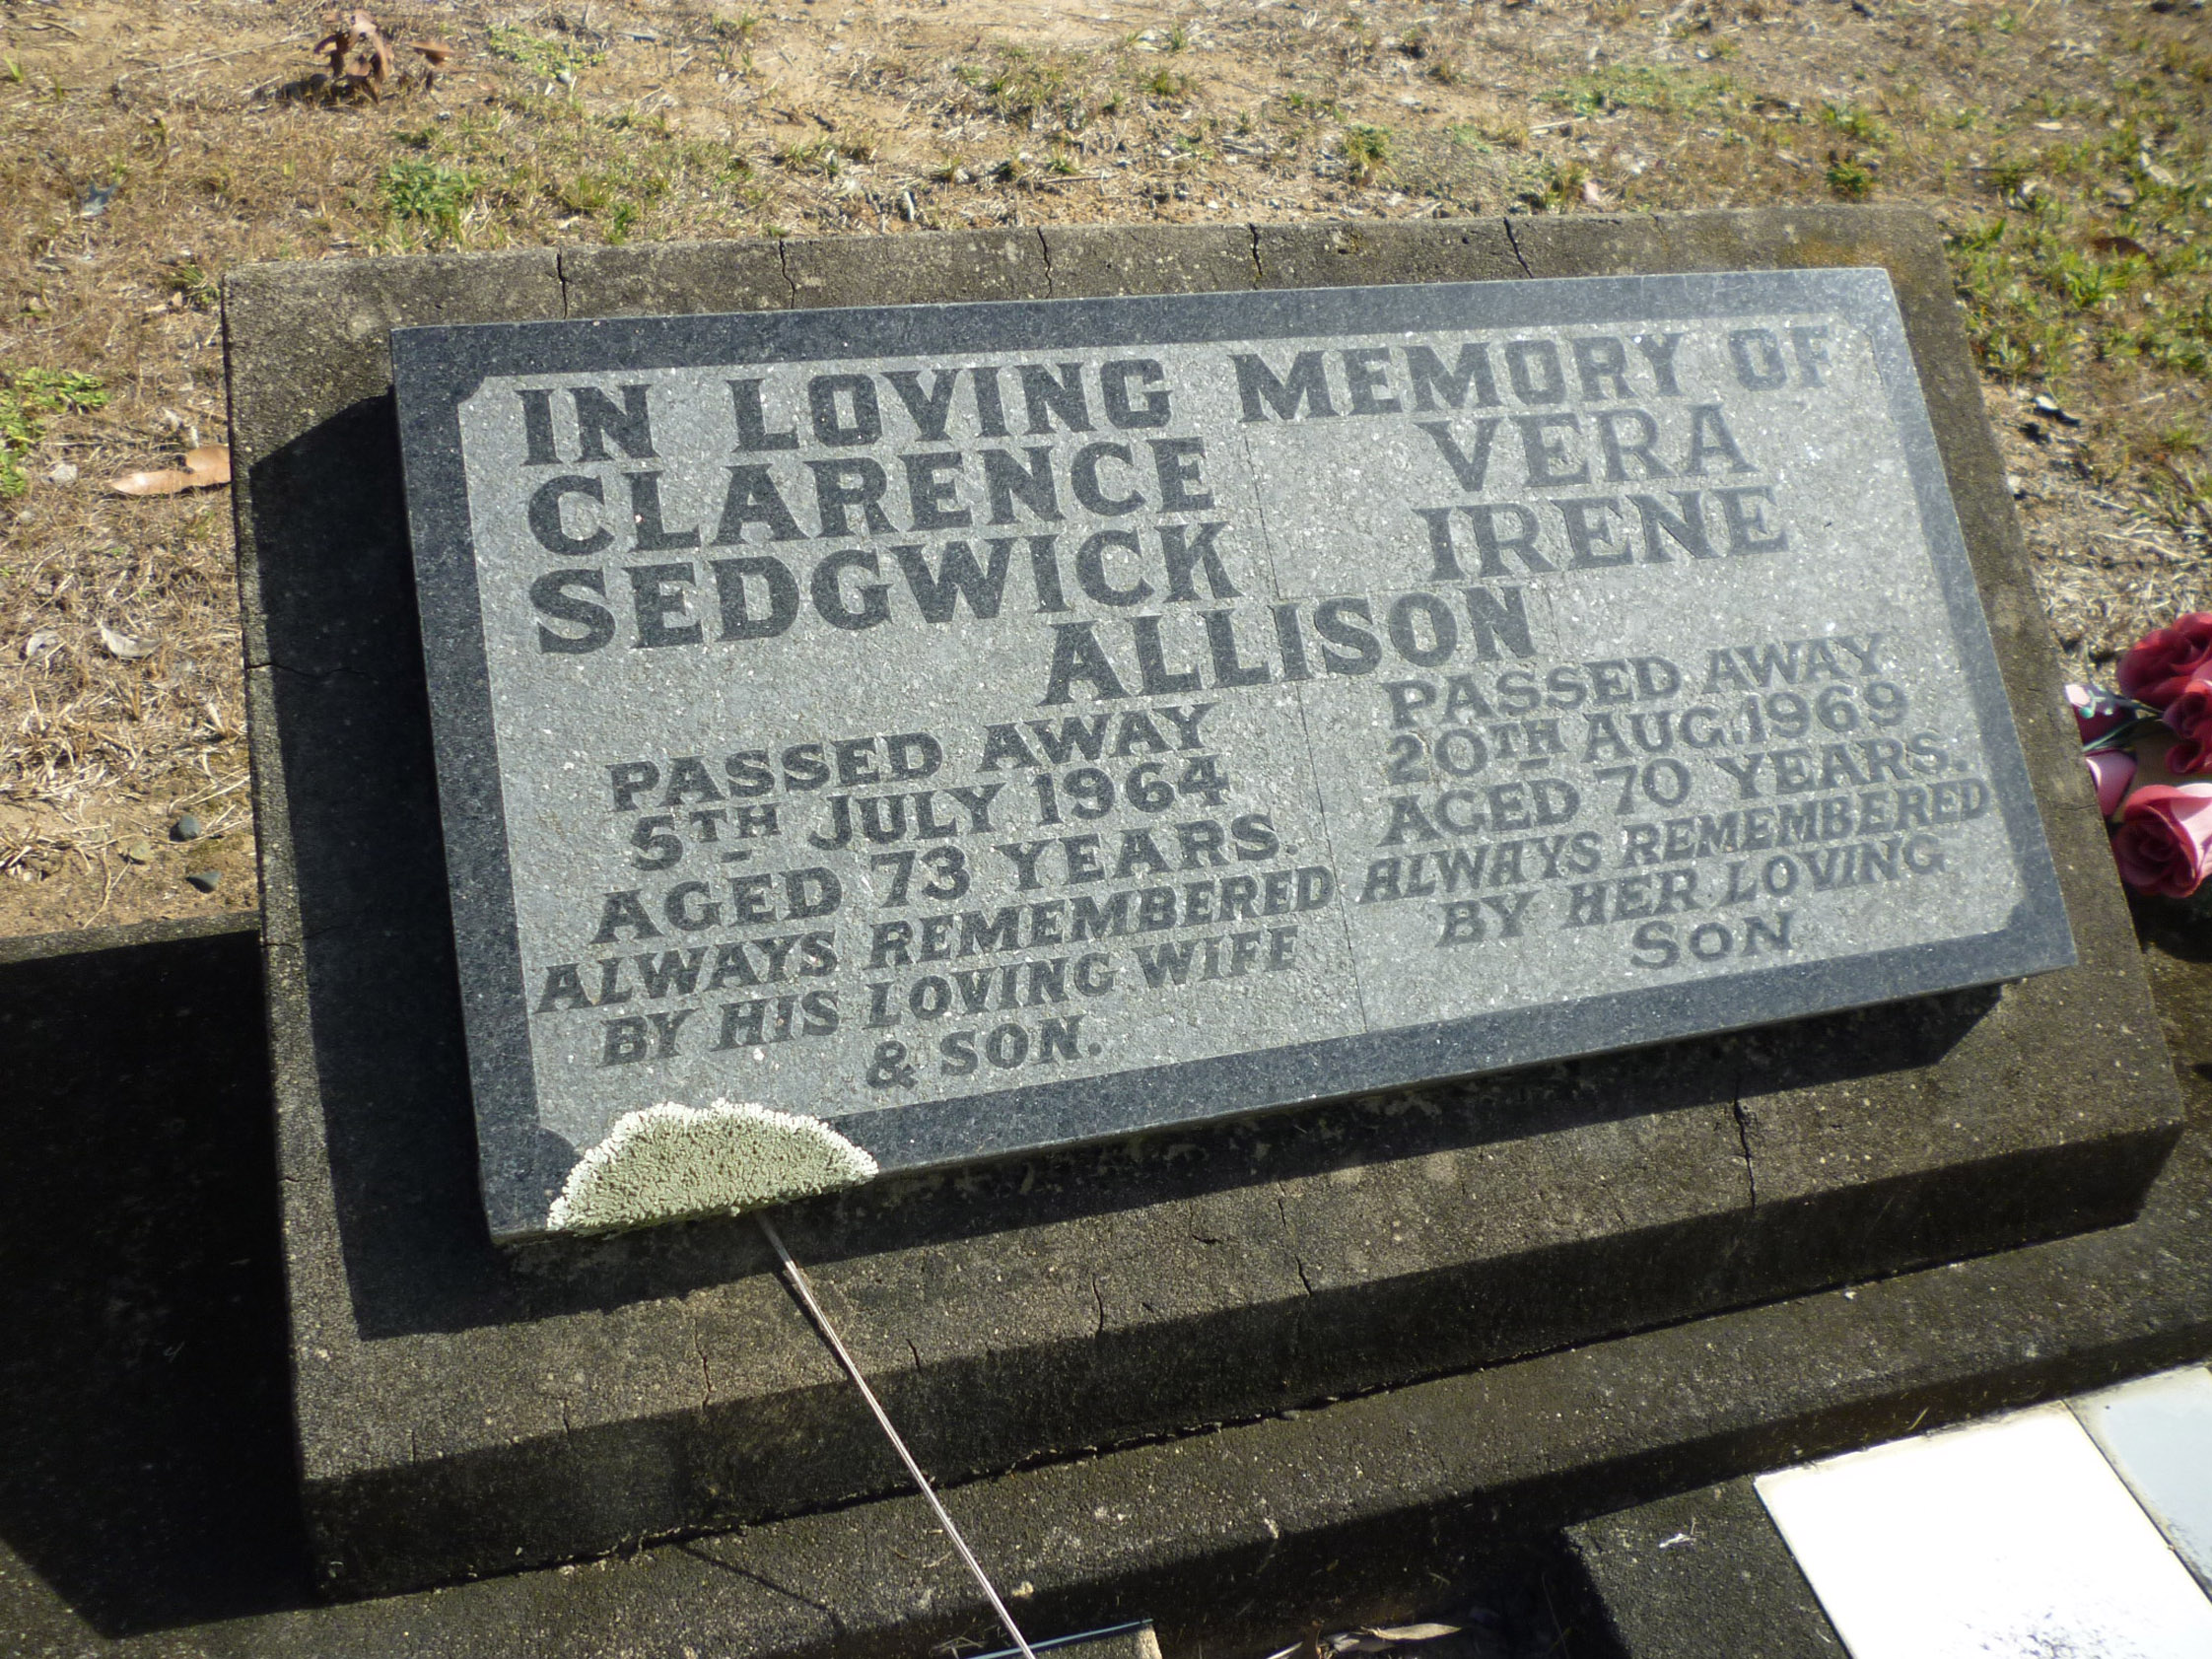 IN LOVING MEMORY OF
CLARENCE
SEDGWICK
VERA
IRENE
ALLISON
PASSED AWAY
5TH JULY 1964
AGED 73 YEARS.
ALWAYS REMEMBERED
BY HIS LOVING WIFE
& SON.
PASSED AWAY
20TH AUG. 1969
AGED 70 YEARS.
ALWAYS REMEMBERED
BY HER LOVING
SON